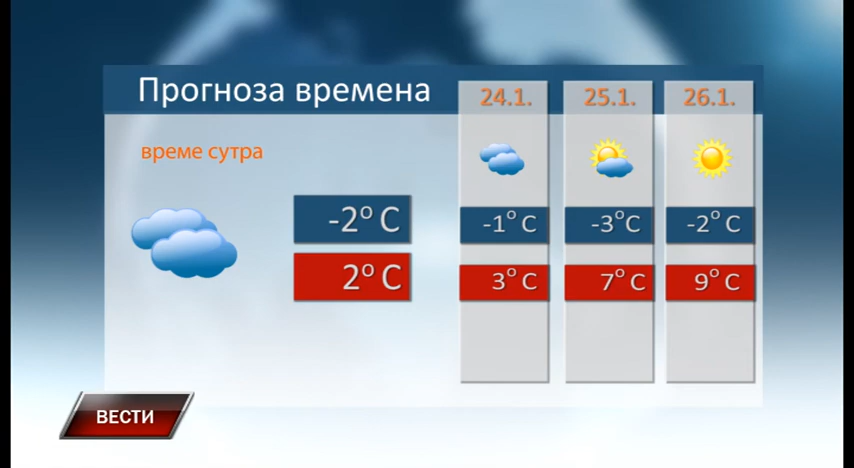 Прогноза времена
време сутра
-2° C
2° C
24.1.
-1° C
3° C
25.1.
-3°C
7° C
26.1.
-2° C
9° C
ВЕСТИ